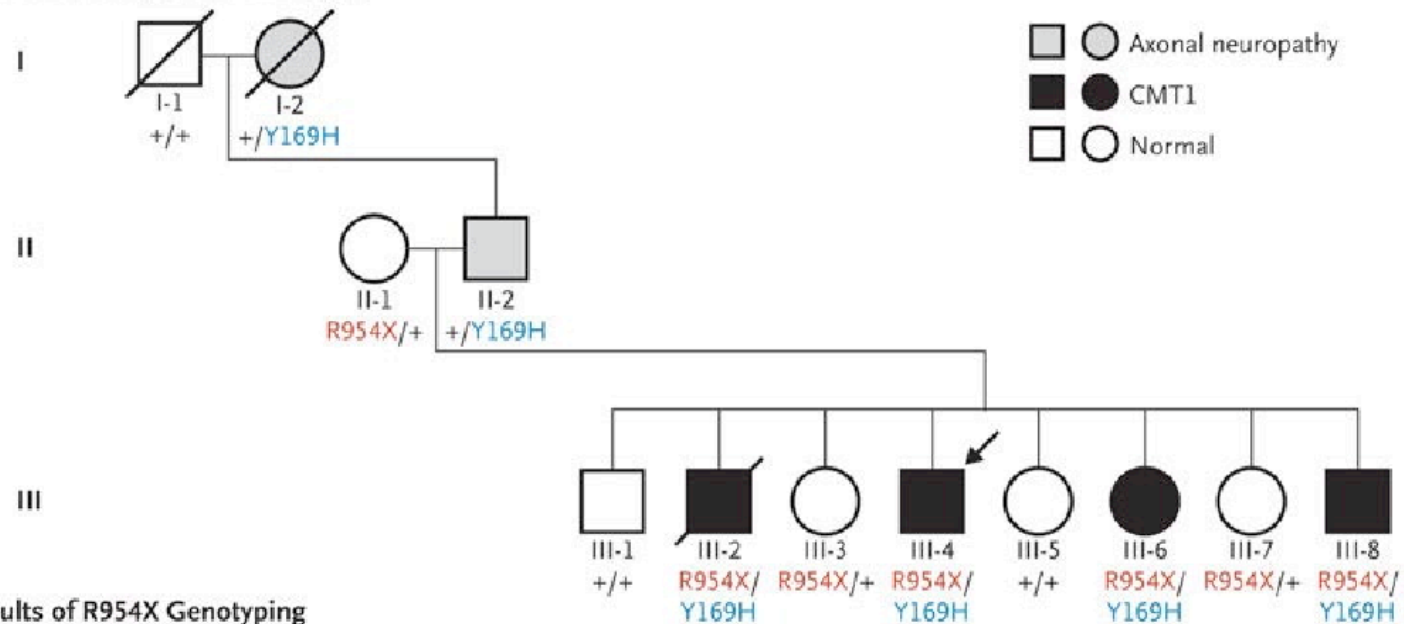 I
I-1
+/+
I-2
+/Y169H
Axonal neuropathy
CMT1
Normal
II
II-1
R954X/+
II-2
+/Y169H
III
III-1
+/+
III-2
R954X/
Y169H
III-3
R954X/+
III-4
R954X/
Y169H
III-5
+/+
III-6
R954X/
Y169H
III-7
R954X/+
III-8
R954X/
Y169H
of R954X Genotyping